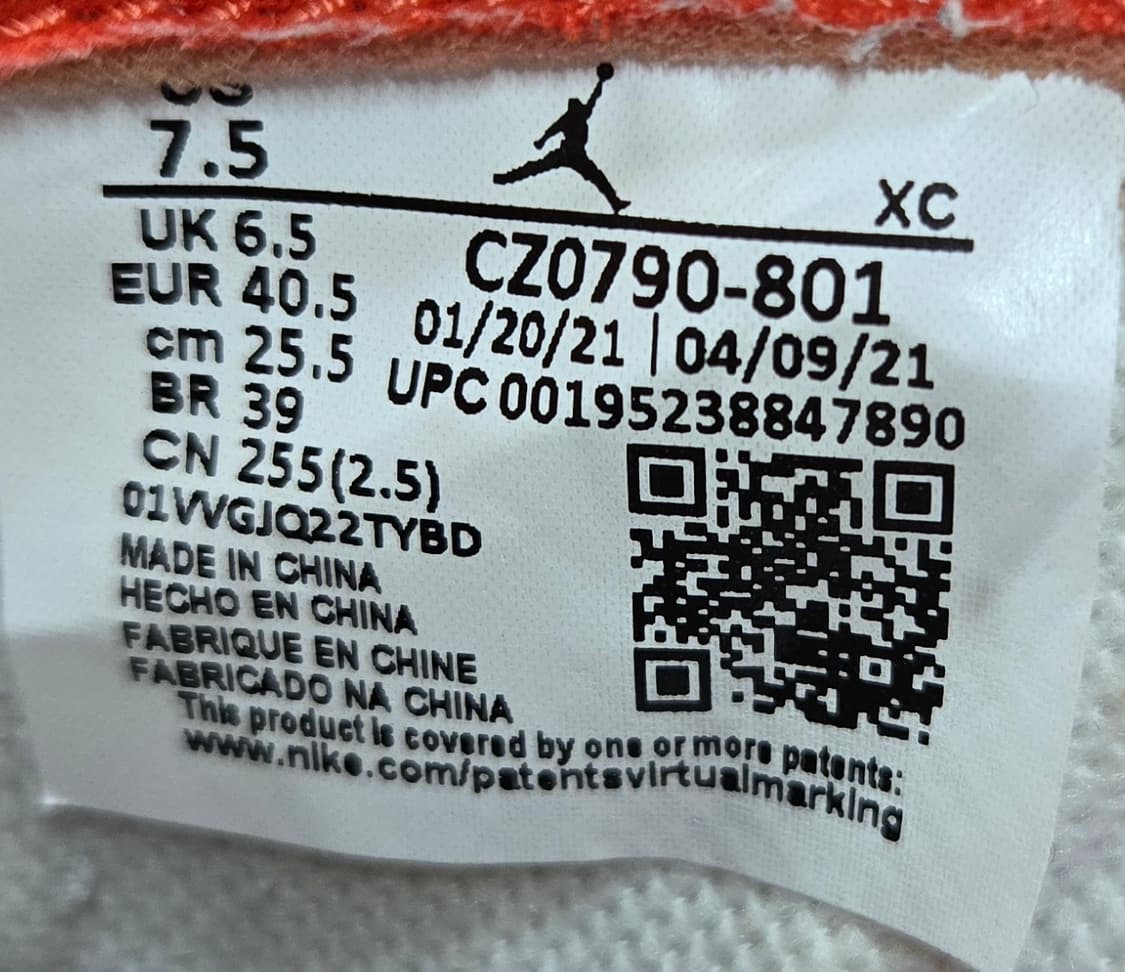 US
7.5
XC
UK 6.5
EUR 40.5
cm 25.5
BR 39
CN 255(2.5)
CZ0790-801
01/20/21 | 04/09/21
UPC 00195238847890
01VVGJQ22TYBD
MADE IN CHINA
HECHO EN CHINA
FABRIQUE EN CHINE
FABRICADO NA CHINA
This product is covered by one or more patents:
www.nike.com/patentsvirtualmarking